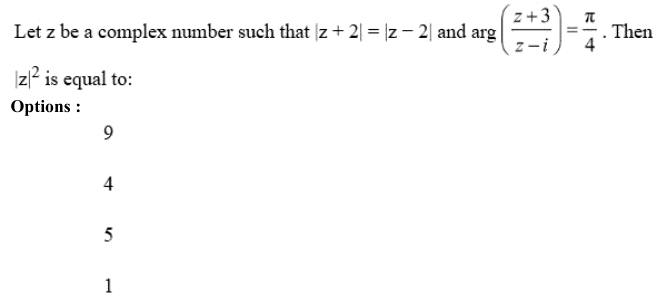 Let z be a complex number such that |z + 2| = |z − 2| and arg((z+3)/(z−i)) = π/4. Then
|z|² is equal to:
Options :
9
4
5
1